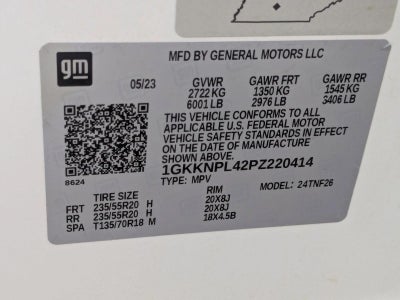 gm
MFD BY GENERAL MOTORS LLC
05/23 GVWR GAWR FRT GAWR RR
2722 KG 1350 KG 1545 KG
6001 LB 2976 LB 3406 LB
THIS VEHICLE CONFORMS TO ALL
APPLICABLE U.S. FEDERAL MOTOR
VEHICLE SAFETY STANDARDS IN EFFECT
ON THE DATE OF MANUFACTURE
SHOWN ABOVE.
1GKKNPL42PZ220414
8624
TYPE: MPV MODEL: 24TNF26
TIRE SIZE RIM
FRT 235/55R20 H 20X8J
RR 235/55R20 H 20X8J
SPA T135/70R18 M 18X4.5B